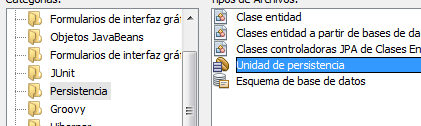 Categorías:
Tipos de Archivos:
Formularios de interfaz grá
Objetos JavaBeans
Formularios de interfaz grá
JUnit
Persistencia
Groovy
Clase entidad
Clases entidad a partir de bases de da
Clases controladoras JPA de Clases En
Unidad de persistencia
Esquema de base de datos